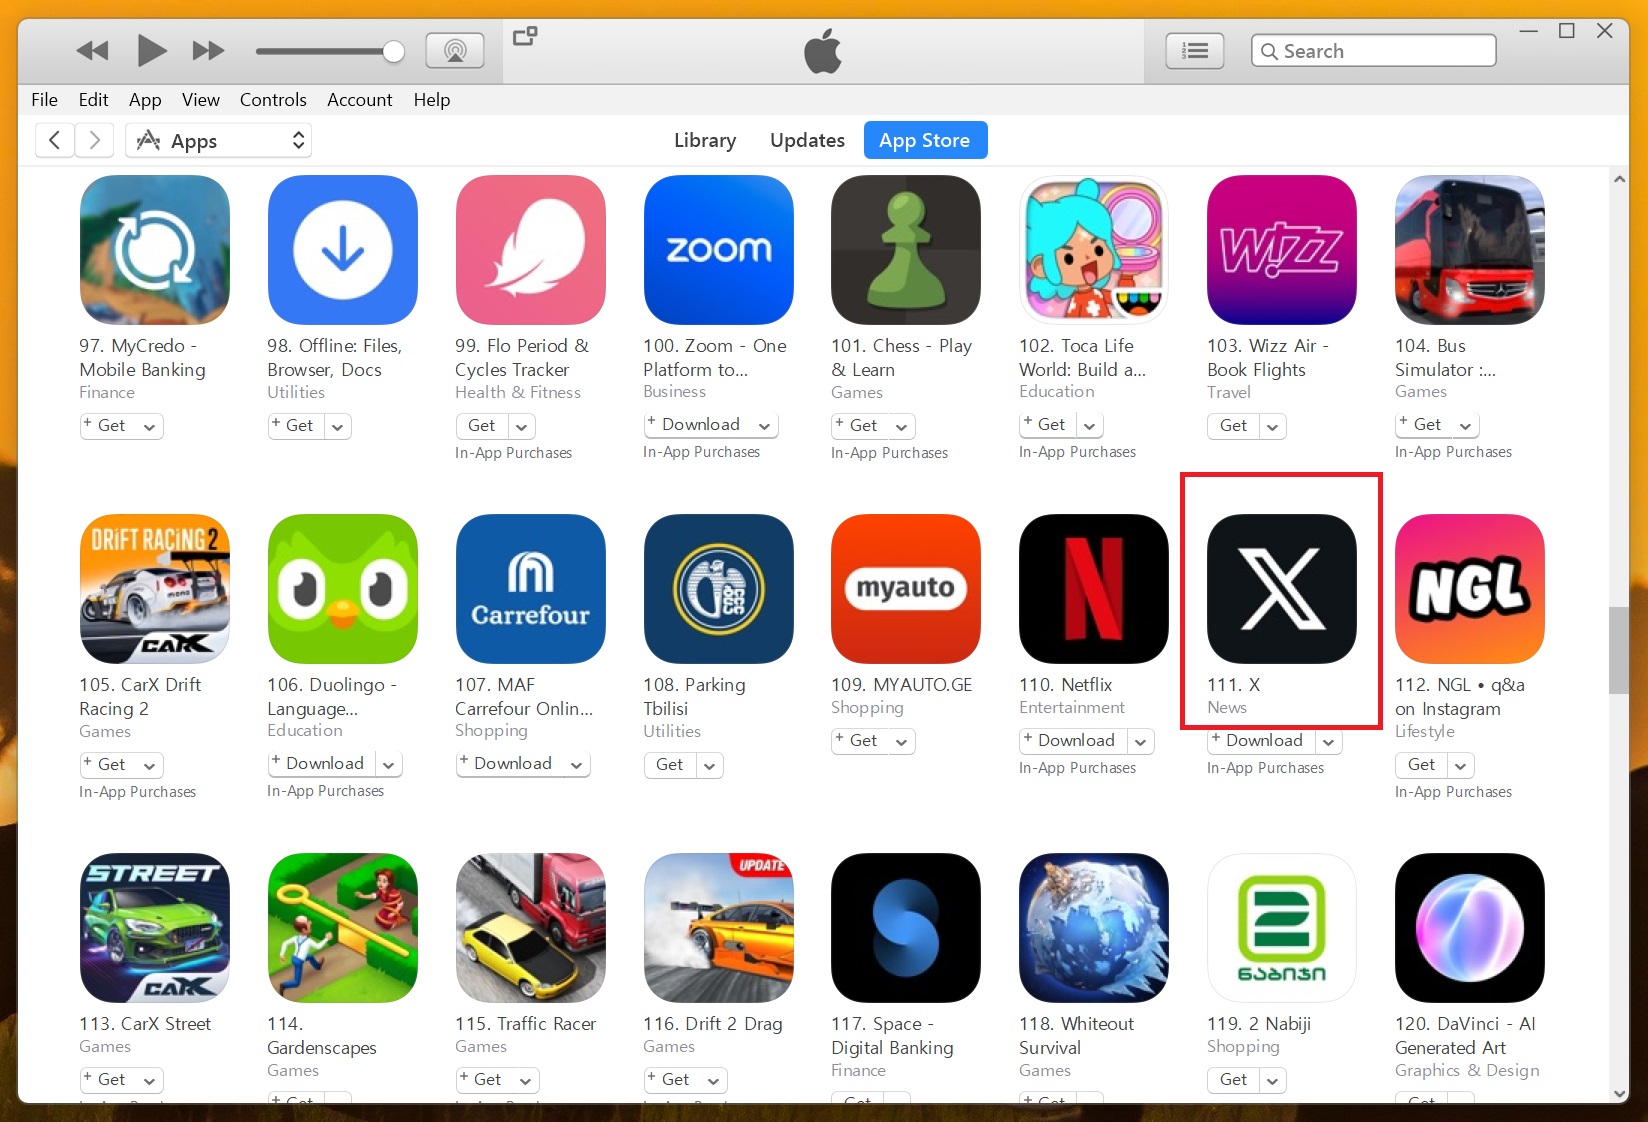 Search
File Edit App View Controls Account Help
Apps
Library Updates App Store
zoom
WIZZ
97. MyCredo - Mobile Banking
Finance
+ Get
98. Offline: Files, Browser, Docs
Utilities
+ Get
99. Flo Period & Cycles Tracker
Health & Fitness
Get
In-App Purchases
100. Zoom - One Platform to...
Business
+ Download
In-App Purchases
101. Chess - Play & Learn
Games
+ Get
In-App Purchases
102. Toca Life World: Build a...
Education
+ Get
In-App Purchases
103. Wizz Air - Book Flights
Travel
Get
104. Bus Simulator :...
Games
+ Get
In-App Purchases
DRIFT RACING 2
CARX
Carrefour
myauto
N
X
NGL
105. CarX Drift Racing 2
Games
+ Get
In-App Purchases
106. Duolingo - Language...
Education
+ Download
In-App Purchases
107. MAF Carrefour Onlin...
Shopping
+ Download
108. Parking Tbilisi
Utilities
Get
109. MYAUTO.GE
Shopping
+ Get
110. Netflix
Entertainment
+ Download
In-App Purchases
111. X
News
+ Download
In-App Purchases
112. NGL • q&a on Instagram
Lifestyle
Get
In-App Purchases
STREET
CARX
UPDATE
2
ნაბიჯი
113. CarX Street
Games
+ Get
114. Gardenscapes
Games
+ Get
115. Traffic Racer
Games
+ Get
116. Drift 2 Drag
Games
+ Get
117. Space - Digital Banking
Finance
Get
118. Whiteout Survival
Games
+ Get
119. 2 Nabiji
Shopping
Get
120. DaVinci - AI Generated Art
Graphics & Design
Get